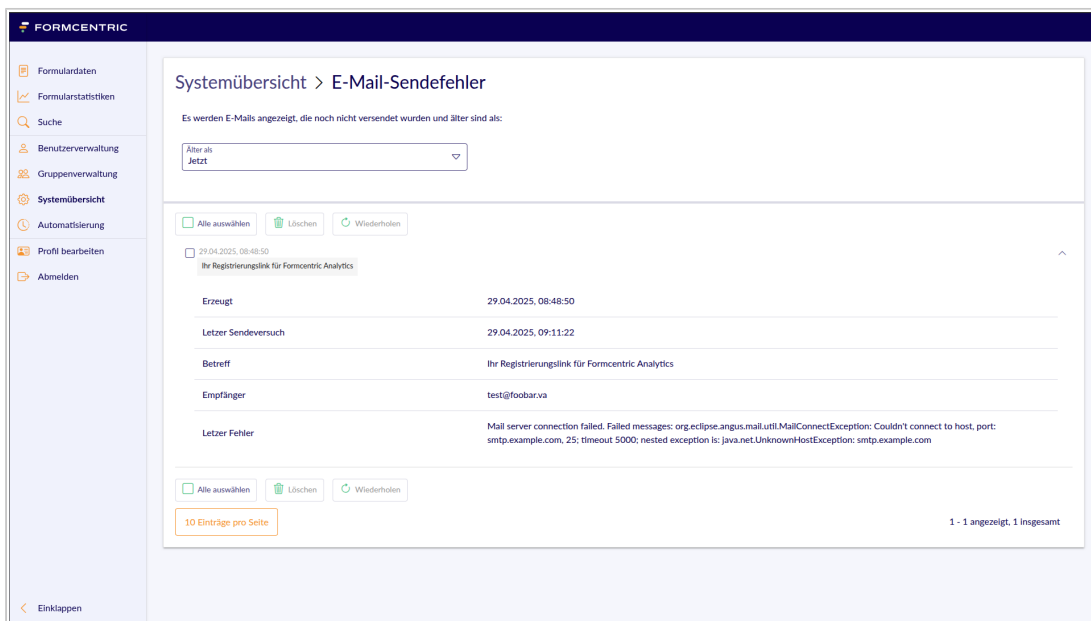 FORMCENTRIC
Formulardaten
Formularstatistiken
Suche
Benutzerverwaltung
Gruppenverwaltung
Systemübersicht
Automatisierung
Profil bearbeiten
Abmelden
Einklappen
Systemübersicht > E-Mail-Sendefehler
Es werden E-Mails angezeigt, die noch nicht versendet wurden und älter sind als:
Älter als
Jetzt
Alle auswählen Löschen Wiederholen
29.04.2025, 08:48:50
Ihr Registrierungslink für Formcentric Analytics
Erzeugt 29.04.2025, 08:48:50
Letzer Sendeversuch 29.04.2025, 09:11:22
Betreff Ihr Registrierungslink für Formcentric Analytics
Empfänger test@foobar.va
Letzer Fehler Mail server connection failed. Failed messages: org.eclipse.angus.mail.util.MailConnectException: Couldn't connect to host, port:
smtp.example.com, 25; timeout 5000; nested exception is: java.net.UnknownHostException: smtp.example.com
Alle auswählen Löschen Wiederholen
10 Einträge pro Seite 1 - 1 angezeigt, 1 insgesamt